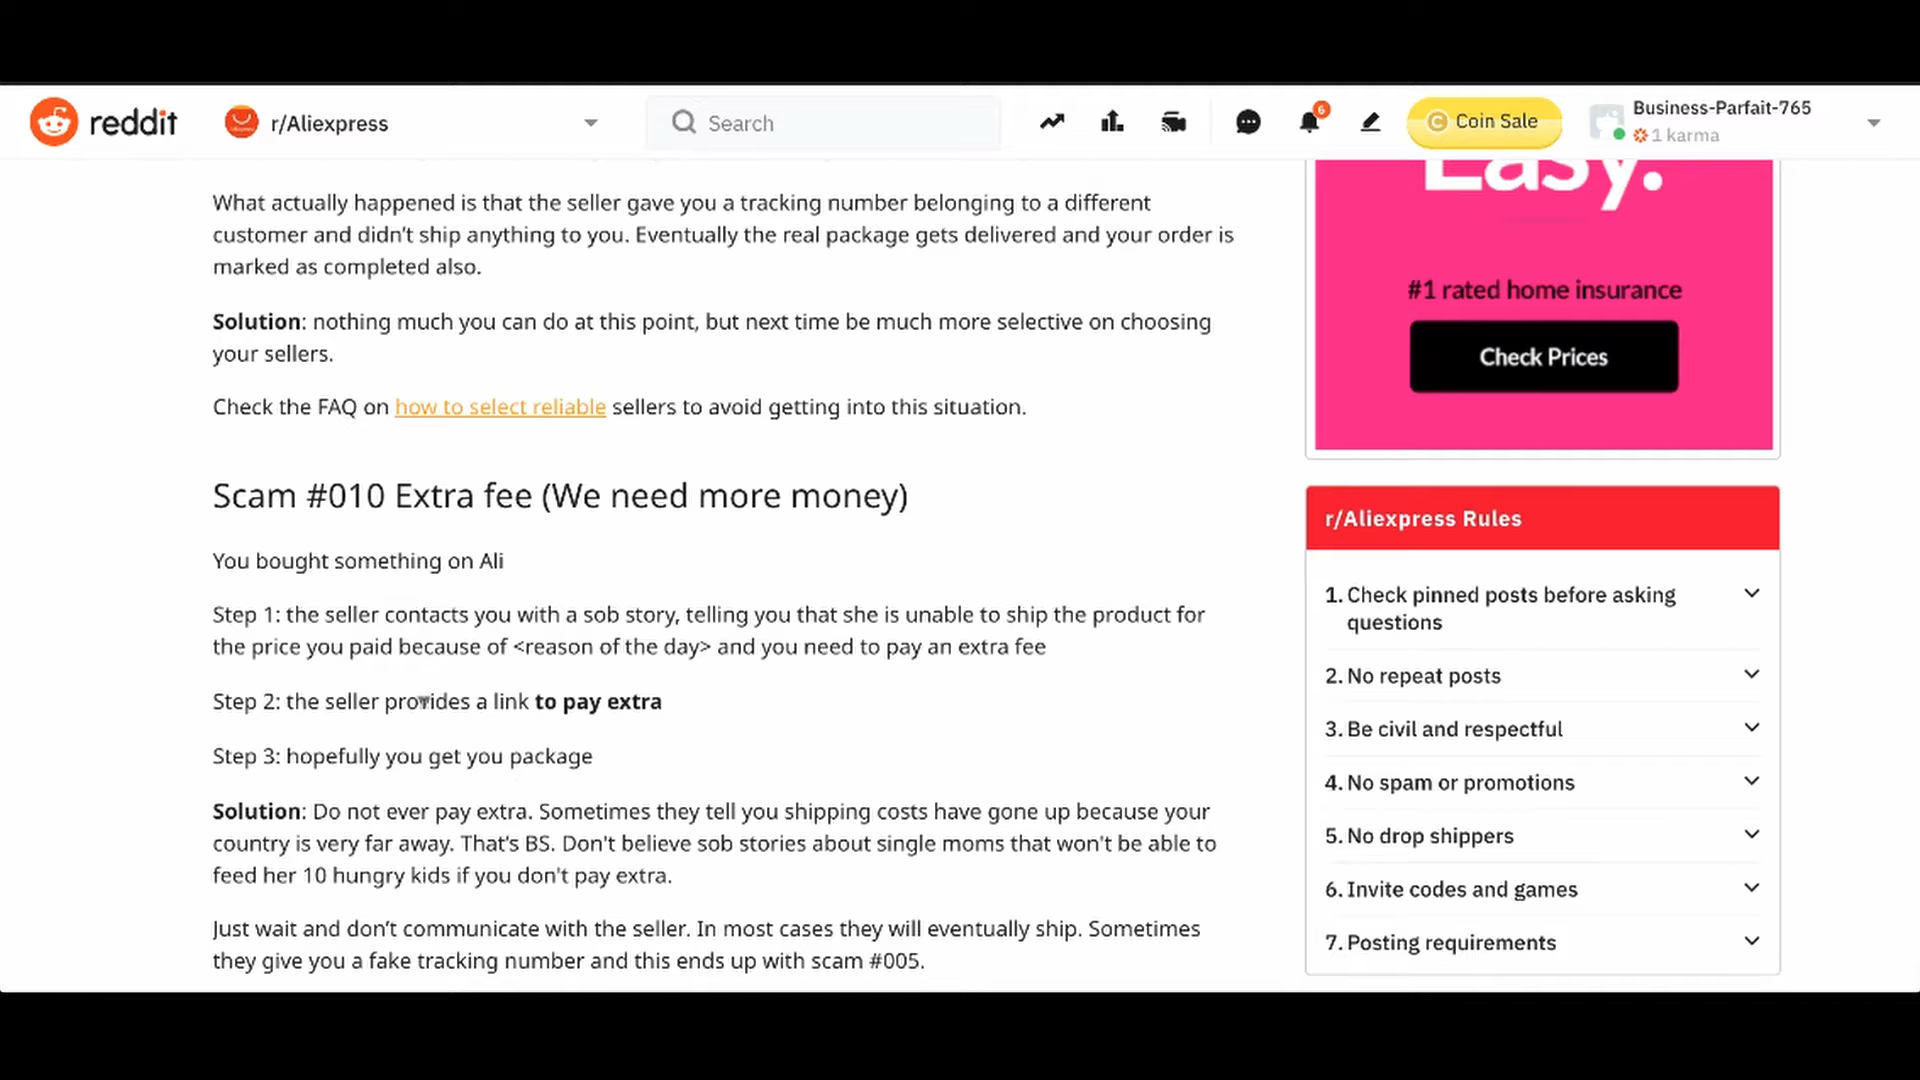 reddit
r/Aliexpress
Search
6
Coin Sale
Business-Parfait-765
1 karma
What actually happened is that the seller gave you a tracking number belonging to a different
customer and didn't ship anything to you. Eventually the real package gets delivered and your order is
marked as completed also.
Solution: nothing much you can do at this point, but next time be much more selective on choosing
your sellers.
Check the FAQ on how to select reliable sellers to avoid getting into this situation.
Scam #010 Extra fee (We need more money)
You bought something on Ali
Step 1: the seller contacts you with a sob story, telling you that she is unable to ship the product for
the price you paid because of <reason of the day> and you need to pay an extra fee
Step 2: the seller provides a link to pay extra
Step 3: hopefully you get you package
Solution: Do not ever pay extra. Sometimes they tell you shipping costs have gone up because your
country is very far away. That's BS. Don't believe sob stories about single moms that won't be able to
feed her 10 hungry kids if you don't pay extra.
Just wait and don't communicate with the seller. In most cases they will eventually ship. Sometimes
they give you a fake tracking number and this ends up with scam #005.
Easy.
#1 rated home insurance
Check Prices
r/Aliexpress Rules
1. Check pinned posts before asking
questions
2. No repeat posts
3. Be civil and respectful
4. No spam or promotions
5. No drop shippers
6. Invite codes and games
7. Posting requirements